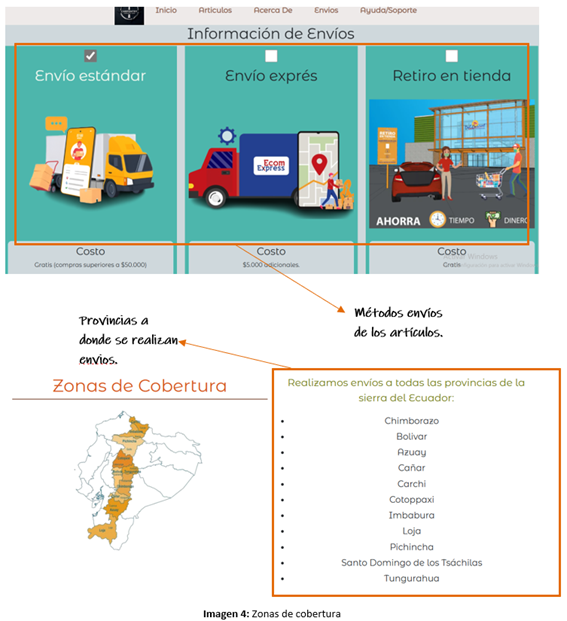 Inicio Artículos Acerca De Envíos Ayuda/Soporte
Información de Envíos
Envío estándar
Envío exprés
Retiro en tienda
Ecom
Express
AHORRA TIEMPO DINERO
Costo
Gratis (compras superiores a $50.000)
Costo
$5.000 adicionales.
Costo
Gratis
Métodos envíos
de los artículos.
Provincias a
donde se realizan
envíos.
Zonas de Cobertura
Realizamos envíos a todas las provincias de la
sierra del Ecuador:
• Chimborazo
• Bolivar
• Azuay
• Cañar
• Carchi
• Cotoppaxi
• Imbabura
• Loja
• Pichincha
• Santo Domingo de los Tsáchilas
• Tungurahua
Imagen 4: Zonas de cobertura